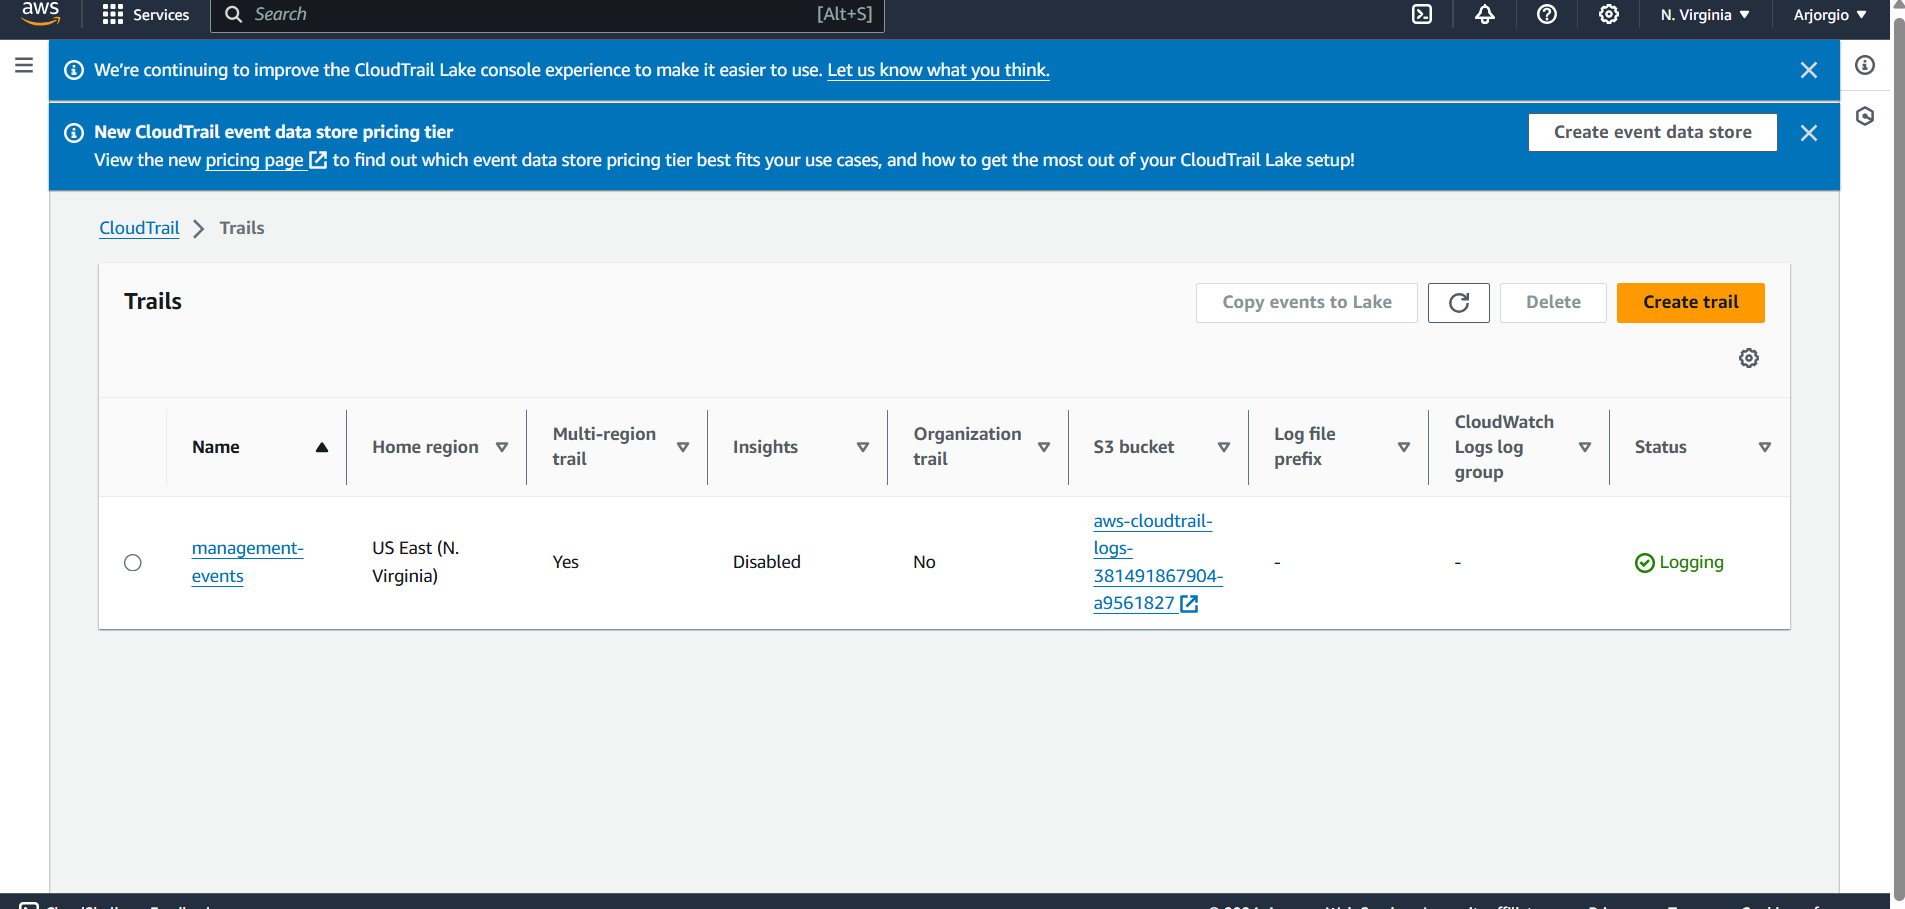 aws
Services
Search
[Alt+S]
N. Virginia
Arjorgio
We're continuing to improve the CloudTrail Lake console experience to make it easier to use. Let us know what you think.
New CloudTrail event data store pricing tier
View the new pricing page to find out which event data store pricing tier best fits your use cases, and how to get the most out of your CloudTrail Lake setup!
Create event data store
CloudTrail
Trails
Trails
Copy events to Lake
Delete
Create trail
Name
Home region
Multi-region
trail
Insights
Organization
trail
S3 bucket
Log file
prefix
CloudWatch
Logs log
group
Status
management-
events
US East (N.
Virginia)
Yes
Disabled
No
aws-cloudtrail-
logs-
381491867904-
a9561827
-
-
Logging